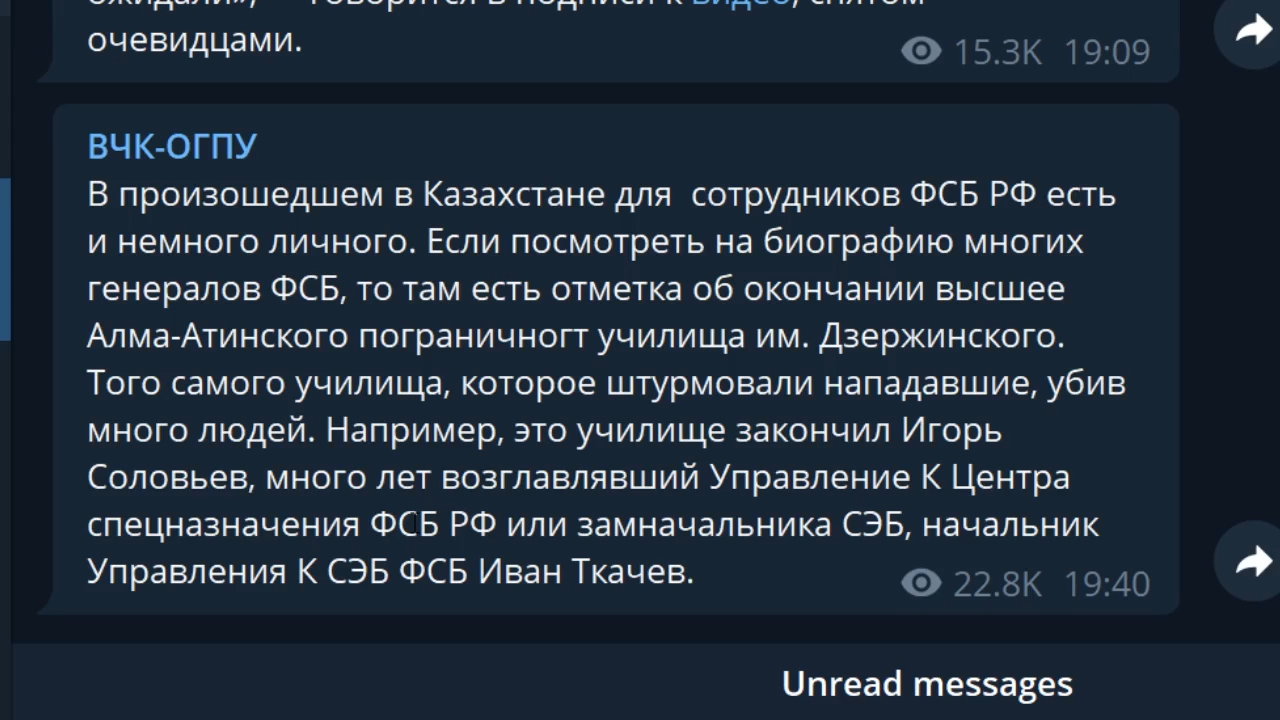 очевидцами.
15.3K 19:09
ВЧК-ОГПУ
В произошедшем в Казахстане для сотрудников ФСБ РФ есть
и немного личного. Если посмотреть на биографию многих
генералов ФСБ, то там есть отметка об окончании высшее
Алма-Атинского пограничногт училища им. Дзержинского.
Того самого училища, которое штурмовали нападавшие, убив
много людей. Например, это училище закончил Игорь
Соловьев, много лет возглавлявший Управление К Центра
спецназначения ФСБ РФ или замначальника СЭБ, начальник
Управления К СЭБ ФСБ Иван Ткачев.
22.8K 19:40
Unread messages